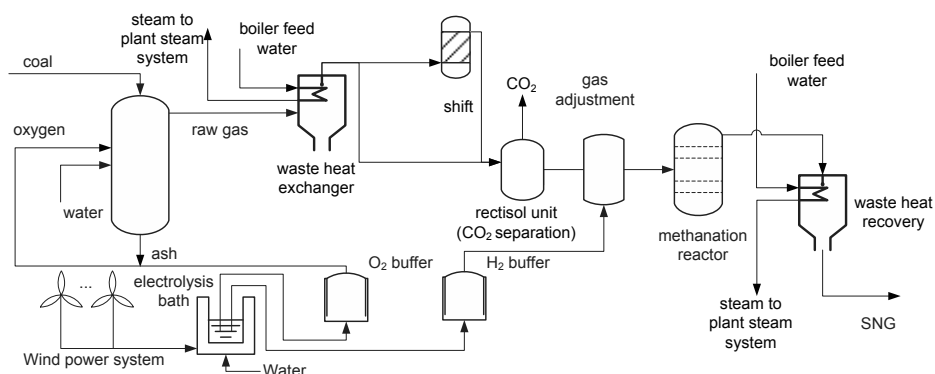 steam to
plant steam
system
boiler feed
water
coal
oxygen
raw gas
water
ash
waste heat
exchanger
shift
CO₂
gas
adjustment
rectisol unit
(CO₂ separation)
boiler feed
water
methanation
reactor
waste heat
recovery
steam to
plant steam
system
SNG
O₂ buffer
H₂ buffer
electrolysis
bath
...
Wind power system
Water